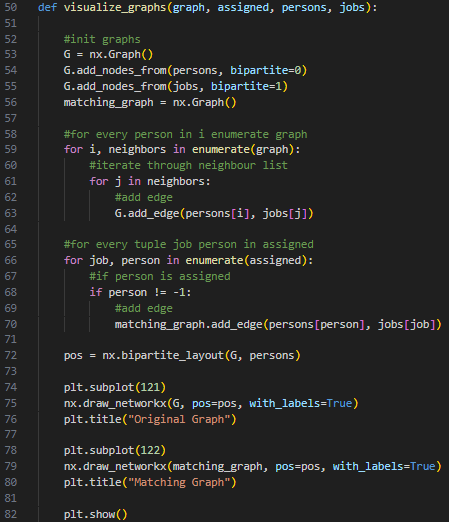 50 def visualize_graphs(graph, assigned, persons, jobs):
51
52     #init graphs
53     G = nx.Graph()
54     G.add_nodes_from(persons, bipartite=0)
55     G.add_nodes_from(jobs, bipartite=1)
56     matching_graph = nx.Graph()
57
58     #for every person in i enumerate graph
59     for i, neighbors in enumerate(graph):
60         #iterate through neighbour list
61         for j in neighbors:
62             #add edge
63             G.add_edge(persons[i], jobs[j])
64
65     #for every tuple job person in assigned
66     for job, person in enumerate(assigned):
67         #if person is assigned
68         if person != -1:
69             #add edge
70             matching_graph.add_edge(persons[person], jobs[job])
71
72     pos = nx.bipartite_layout(G, persons)
73
74     plt.subplot(121)
75     nx.draw_networkx(G, pos=pos, with_labels=True)
76     plt.title("Original Graph")
77
78     plt.subplot(122)
79     nx.draw_networkx(matching_graph, pos=pos, with_labels=True)
80     plt.title("Matching Graph")
81
82     plt.show()